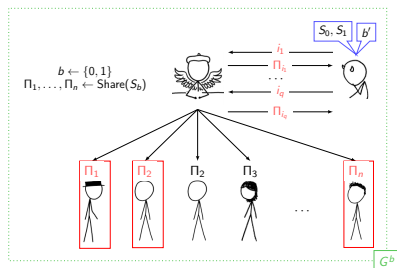 S₀, S₁
b′
i₁
b ← {0, 1}
Π₁, . . . , Πₙ ← Share(S_b)
Π_{i₁}
. . .
i_q
Π_{i_q}
Π₁ Π₂ Π₂ Π₃ Πₙ
. . .
G^b